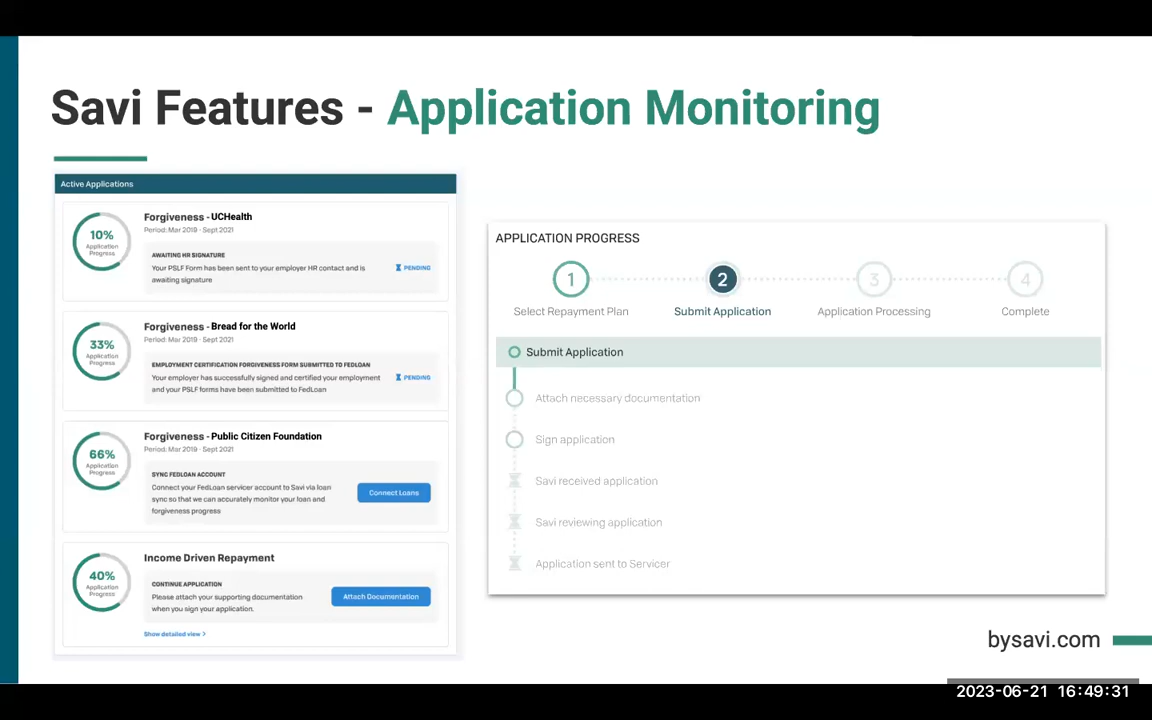 Savi Features - Application Monitoring
Active Applications
10%
Application
Progress
Forgiveness - UCHealth
Period: Mar 2019 - Sept 2021
AWAITING HR SIGNATURE
Your PSLF Form has been sent to your employer HR contact and is
awaiting signature
PENDING
33%
Application
Progress
Forgiveness - Bread for the World
Period: Mar 2019 - Sept 2021
EMPLOYMENT CERTIFICATION FORGIVENESS FORM SUBMITTED TO FEDLOAN
Your employer has successfully signed and certified your employment
and your PSLF forms have been submitted to FedLoan
PENDING
66%
Application
Progress
Forgiveness - Public Citizen Foundation
Period: Mar 2019 - Sept 2021
SYNC FEDLOAN ACCOUNT
Connect your FedLoan servicer account to Savi via loan
sync so that we can accurately monitor your loan and
forgiveness progress
Connect Loans
40%
Application
Progress
Income Driven Repayment
CONTINUE APPLICATION
Please attach your supporting documentation
when you sign your application.
Attach Documentation
Show detailed view >
APPLICATION PROGRESS
1
2
3
4
Select Repayment Plan
Submit Application
Application Processing
Complete
Submit Application
Attach necessary documentation
Sign application
Savi received application
Savi reviewing application
Application sent to Servicer
bysavi.com
2023-06-21 16:49:31